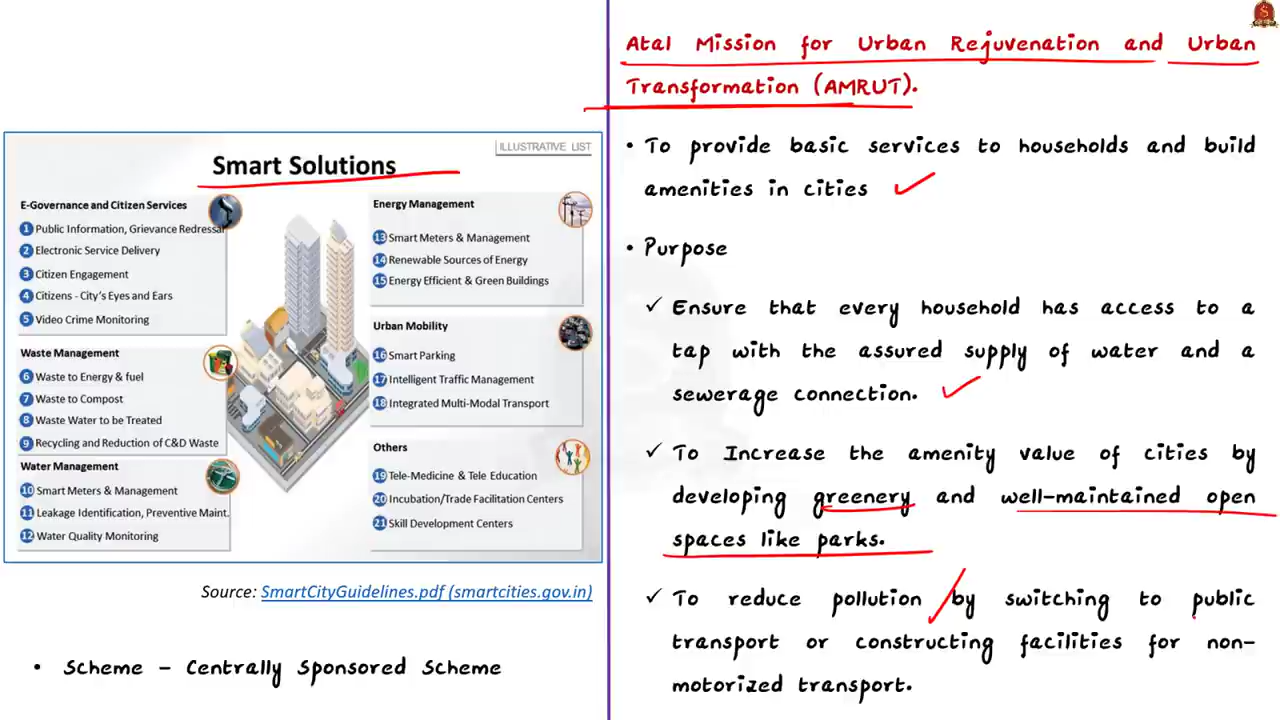 ILLUSTRATIVE LIST
Smart Solutions
E-Governance and Citizen Services
1 Public Information, Grievance Redressal
2 Electronic Service Delivery
3 Citizen Engagement
4 Citizens - City's Eyes and Ears
5 Video Crime Monitoring
Waste Management
6 Waste to Energy & fuel
7 Waste to Compost
8 Waste Water to be Treated
9 Recycling and Reduction of C&D Waste
Water Management
10 Smart Meters & Management
11 Leakage Identification, Preventive Maint.
12 Water Quality Monitoring
Energy Management
13 Smart Meters & Management
14 Renewable Sources of Energy
15 Energy Efficient & Green Buildings
Urban Mobility
16 Smart Parking
17 Intelligent Traffic Management
18 Integrated Multi-Modal Transport
Others
19 Tele-Medicine & Tele Education
20 Incubation/Trade Facilitation Centers
21 Skill Development Centers
Source: SmartCityGuidelines.pdf (smartcities.gov.in)
• Scheme - Centrally Sponsored Scheme
Atal Mission for Urban Rejuvenation and Urban
Transformation (AMRUT).
• To provide basic services to households and build
amenities in cities
• Purpose
✓ Ensure that every household has access to a
tap with the assured supply of water and a
sewerage connection.
✓ To Increase the amenity value of cities by
developing greenery and well-maintained open
spaces like parks.
✓ To reduce pollution by switching to public
transport or constructing facilities for non-
motorized transport.